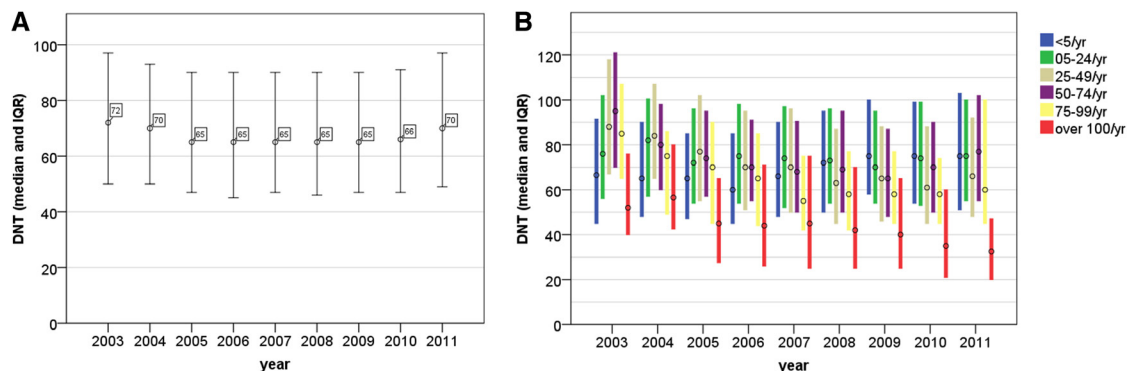 A
DNT (median and IQR)
100
80
60
40
20
0
72
70
65
65
65
65
65
66
70
2003 2004 2005 2006 2007 2008 2009 2010 2011
year
B
DNT (median and IQR)
120
100
80
60
40
20
0
2003 2004 2005 2006 2007 2008 2009 2010 2011
year
<5/yr
05-24/yr
25-49/yr
50-74/yr
75-99/yr
over 100/yr